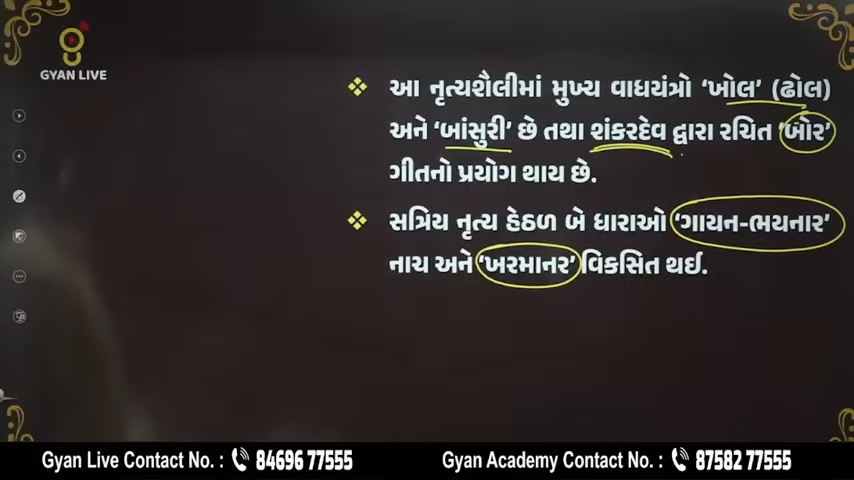 GYAN LIVE
❖ આ નૃત્યશૈલીમાં મુખ્ય વાધયંત્રો ‘ખોલ’ (ઢોલ)
અને ‘બાંસુરી’ છે તથા શંકરદેવ દ્વારા રચિત ‘બોર’
ગીતનો પ્રયોગ થાય છે.
❖ સત્રિય નૃત્ય હેઠળ બે ધારાઓ ‘ગાયન-ભયનાર’
નાચ અને ‘ખરમાનર’ વિકસિત થઈ.
Gyan Live Contact No. : 84696 77555 Gyan Academy Contact No. : 87582 77555